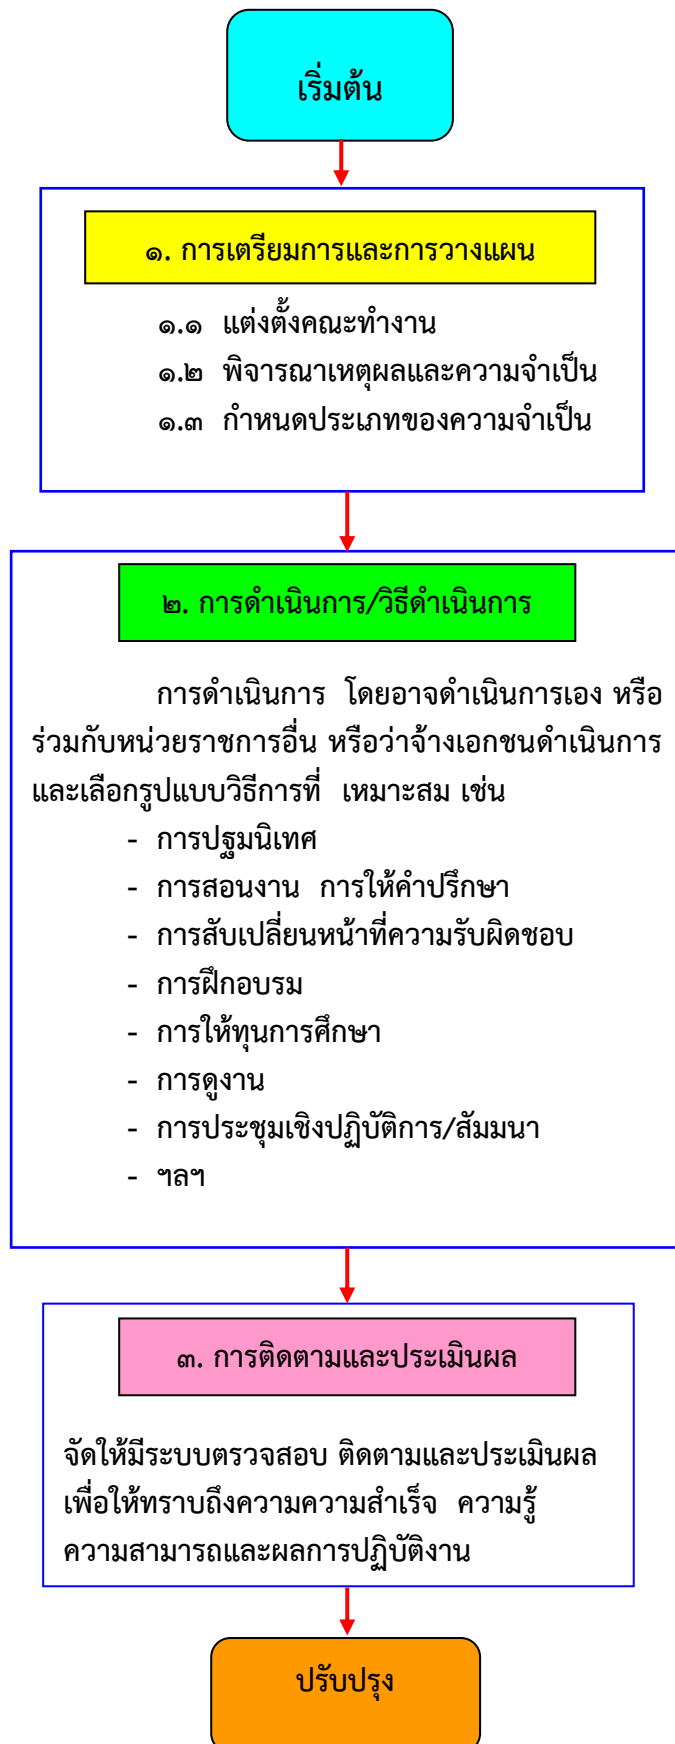 เริ่มต้น
๑. การเตรียมการและการวางแผน
๑.๑ แต่งตั้งคณะทำงาน
๑.๒ พิจารณาเหตุผลและความจำเป็น
๑.๓ กำหนดประเภทของความจำเป็น
๒. การดำเนินการ/วิธีดำเนินการ
การดำเนินการ โดยอาจดำเนินการเอง หรือ
ร่วมกับหน่วยราชการอื่น หรือว่าจ้างเอกชนดำเนินการ
และเลือกรูปแบบวิธีการที่ เหมาะสม เช่น
- การปฐมนิเทศ
- การสอนงาน การให้คำปรึกษา
- การสับเปลี่ยนหน้าที่ความรับผิดชอบ
- การฝึกอบรม
- การให้ทุนการศึกษา
- การดูงาน
- การประชุมเชิงปฏิบัติการ/สัมมนา
- ฯลฯ
๓. การติดตามและประเมินผล
จัดให้มีระบบตรวจสอบ ติดตามและประเมินผล
เพื่อให้ทราบถึงความความสำเร็จ ความรู้
ความสามารถและผลการปฏิบัติงาน
ปรับปรุง